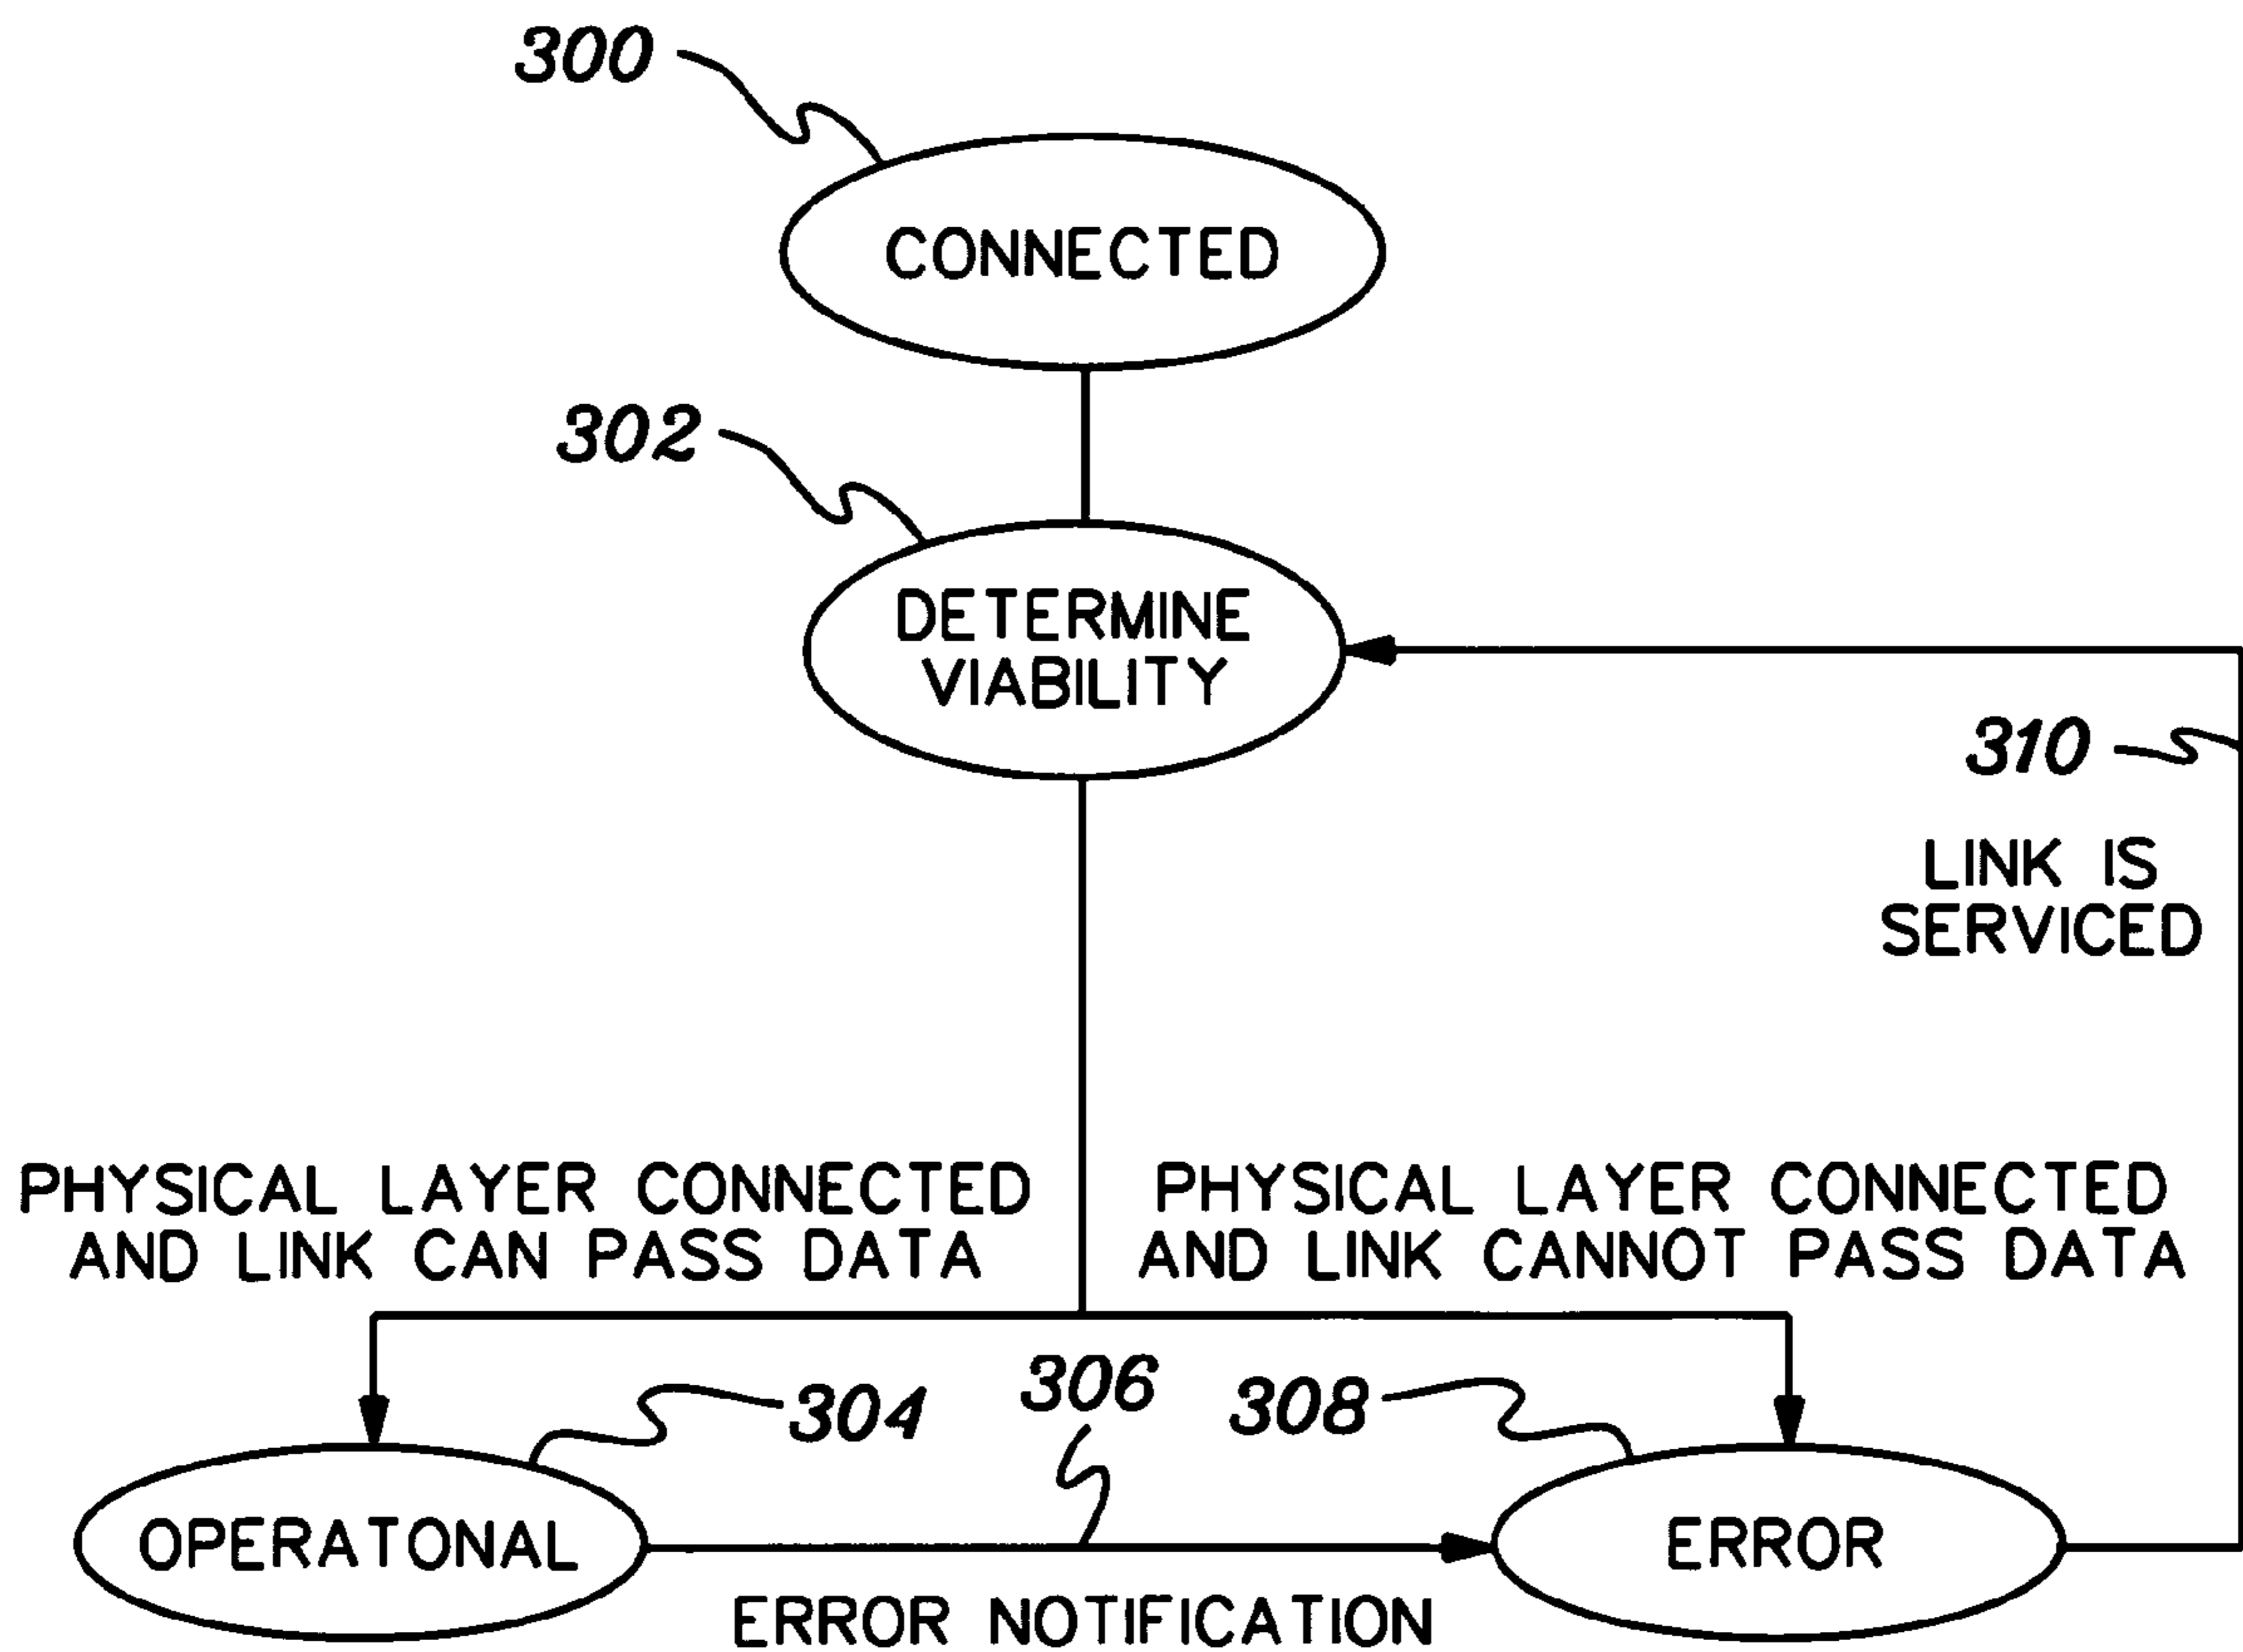 300
CONNECTED
302
DETERMINE
VIABILITY
310
LINK IS
SERVICED
PHYSICAL LAYER CONNECTED
AND LINK CAN PASS DATA
PHYSICAL LAYER CONNECTED
AND LINK CANNOT PASS DATA
304
306
308
OPERATONAL
ERROR
ERROR NOTIFICATION